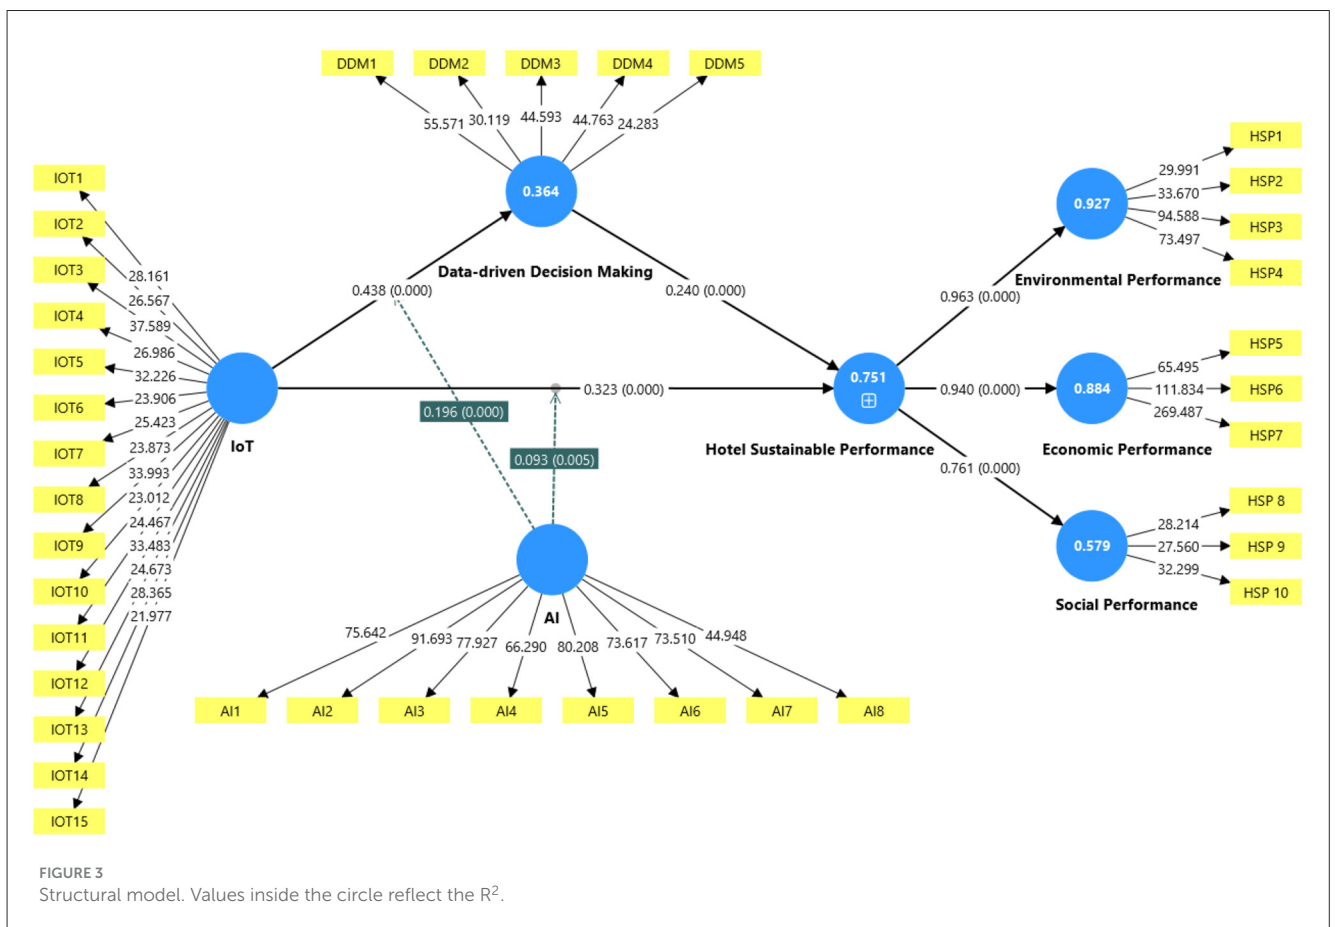 DDM1 DDM2 DDM3 DDM4 DDM5
55.571 30.119 44.593 44.763 24.283
0.364
Data-driven Decision Making
IOT1
IOT2
IOT3
IOT4
IOT5
IOT6
IOT7
IOT8
IOT9
IOT10
IOT11
IOT12
IOT13
IOT14
IOT15
28.161
26.567
37.589
26.986
32.226
23.906
25.423
23.873
33.993
23.012
24.467
33.483
24.673
28.365
21.977
IoT
0.438 (0.000)
0.240 (0.000)
0.323 (0.000)
0.196 (0.000)
0.093 (0.005)
AI
75.642 91.693 77.927 66.290 80.208 73.617 73.510 44.948
AI1 AI2 AI3 AI4 AI5 AI6 AI7 AI8
0.751
Hotel Sustainable Performance
0.963 (0.000)
0.940 (0.000)
0.761 (0.000)
0.927
Environmental Performance
29.991
33.670
94.588
73.497
HSP1
HSP2
HSP3
HSP4
0.884
Economic Performance
65.495
111.834
269.487
HSP5
HSP6
HSP7
0.579
Social Performance
28.214
27.560
32.299
HSP 8
HSP 9
HSP 10
FIGURE 3
Structural model. Values inside the circle reflect the R².